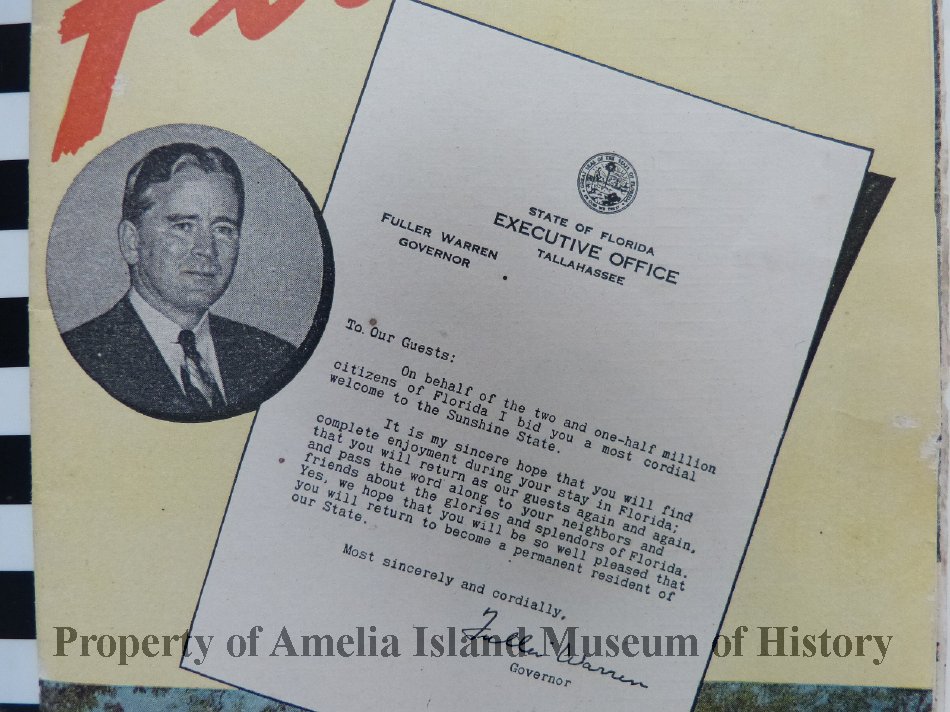 STATE OF FLORIDA
EXECUTIVE OFFICE
TALLAHASSEE
FULLER WARREN
GOVERNOR
To Our Guests:
On behalf of the two and one-half million
citizens of Florida I bid you a most cordial
welcome to the Sunshine State.
It is my sincere hope that you will find
complete enjoyment during your stay in Florida;
that you will return as our guests again and again,
and pass the word along to your neighbors and
friends about the glories and splendors of Florida.
Yes, we hope that you will be so well pleased that
you will return to become a permanent resident of
our State.
Most sincerely and cordially,
Fuller Warren
Governor
Property of Amelia Island Museum of History